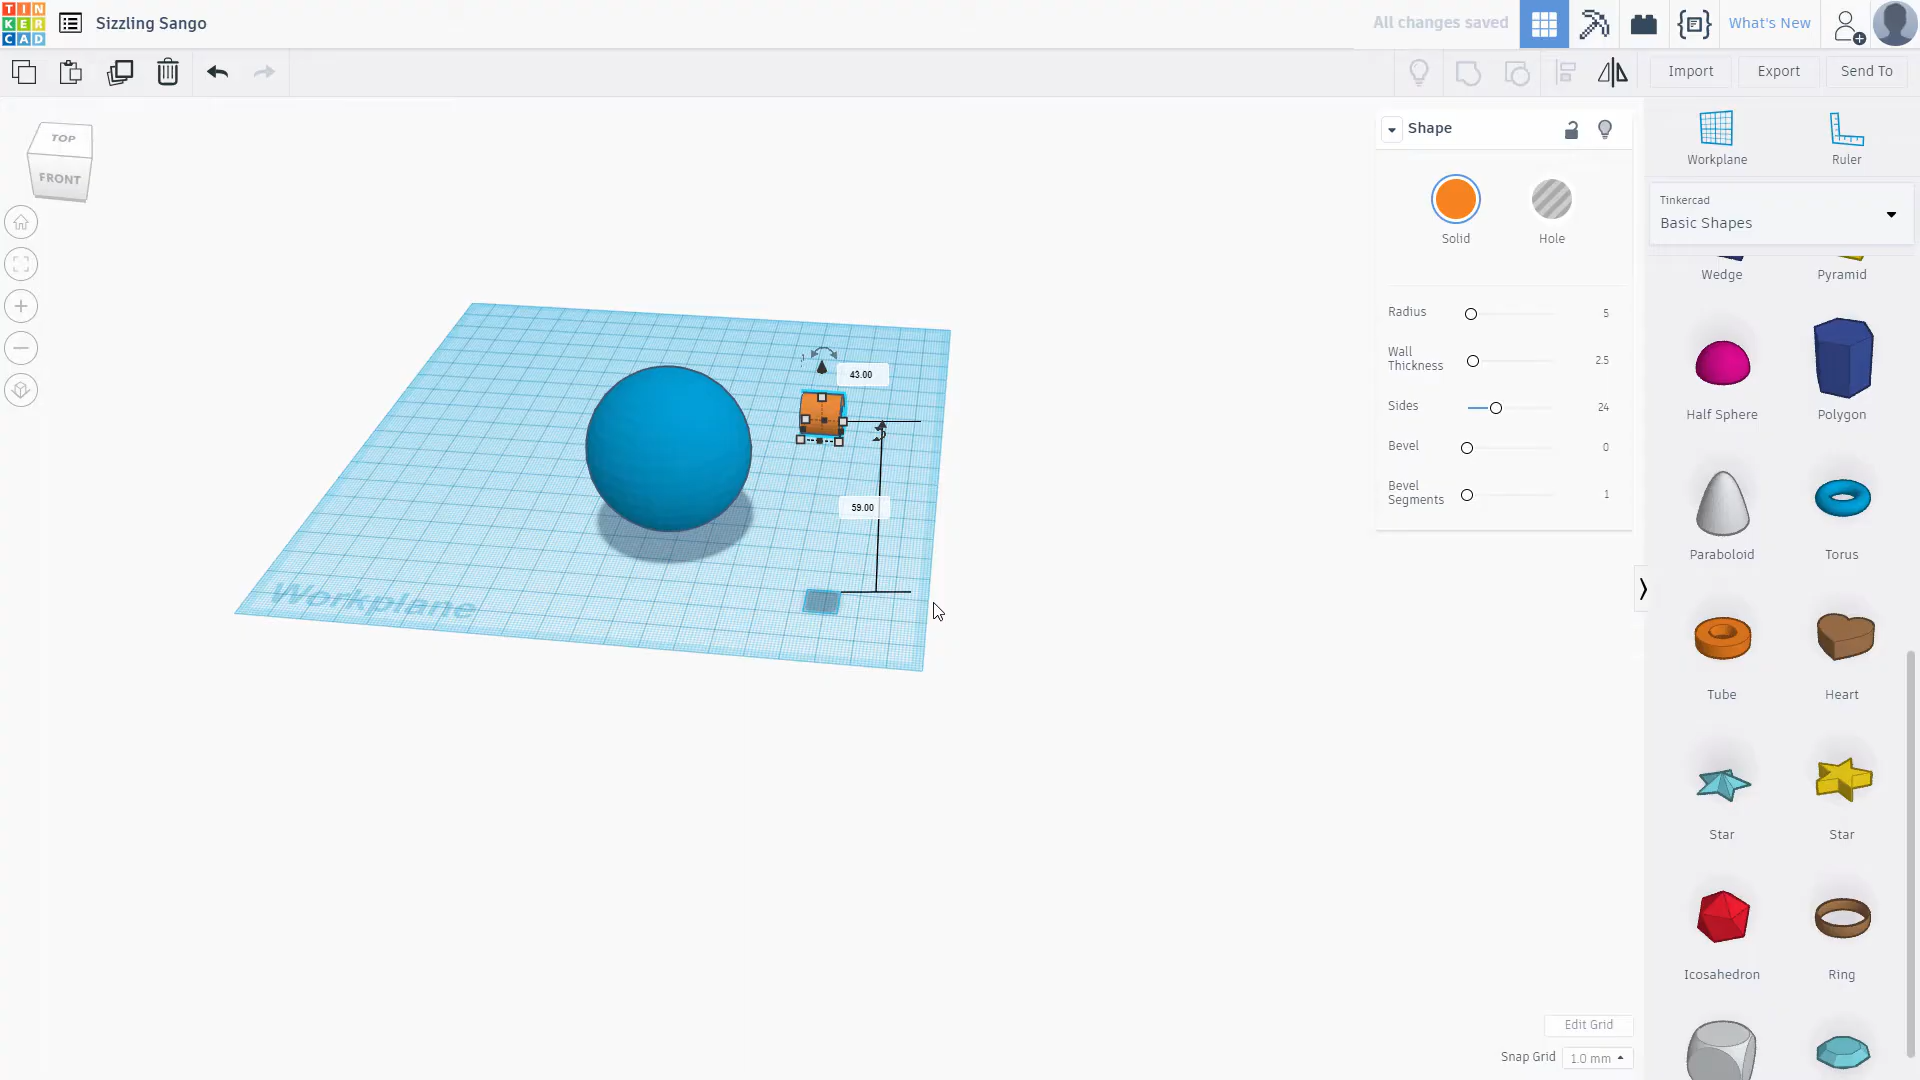 TIN
KER
CAD
Sizzling Sango
All changes saved
What's New
Import
Export
Send To
TOP
FRONT
Shape
Solid
Hole
Radius
5
Wall
Thickness
2.5
Sides
24
Bevel
0
Bevel
Segments
1
Workplane
Ruler
Tinkercad
Basic Shapes
Wedge
Pyramid
Half Sphere
Polygon
Paraboloid
Torus
Tube
Heart
Star
Star
Icosahedron
Ring
43.00
59.00
Workplane
Edit Grid
Snap Grid
1.0 mm